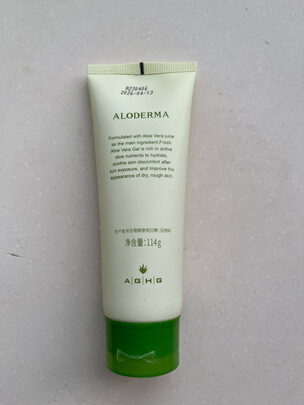 A230406
2026/04/13
ALODERMA
Formulated with Aloe Vera juice
as the main ingredient,Fresh
Aloe Vera Gel is rich in active
aloe nutrients to hydrate,
soothe skin discomfort after
sun exposure, and improve the
appearance of dry, rough skin.
净含量:114g
AGHG